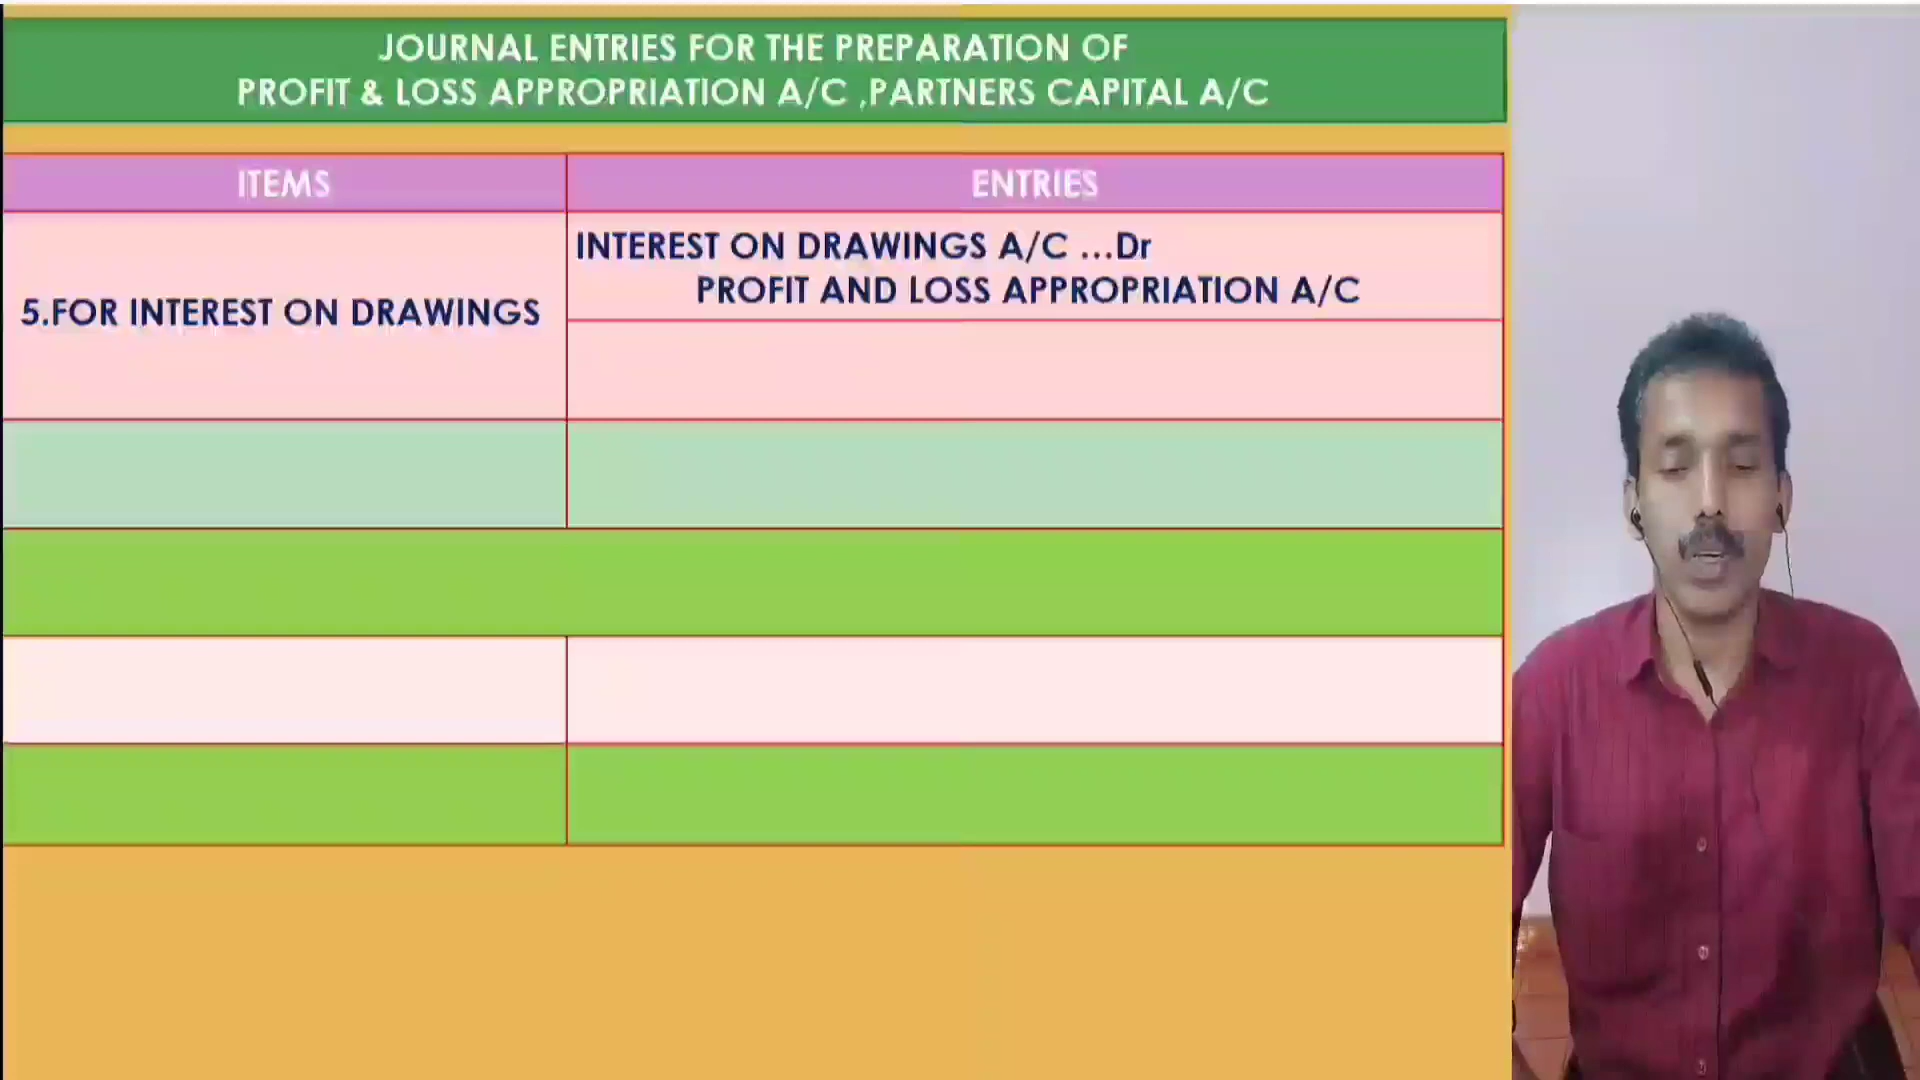 JOURNAL ENTRIES FOR THE PREPARATION OF
PROFIT & LOSS APPROPRIATION A/C ,PARTNERS CAPITAL A/C
ITEMS
ENTRIES
5.FOR INTEREST ON DRAWINGS
INTEREST ON DRAWINGS A/C ...Dr
PROFIT AND LOSS APPROPRIATION A/C